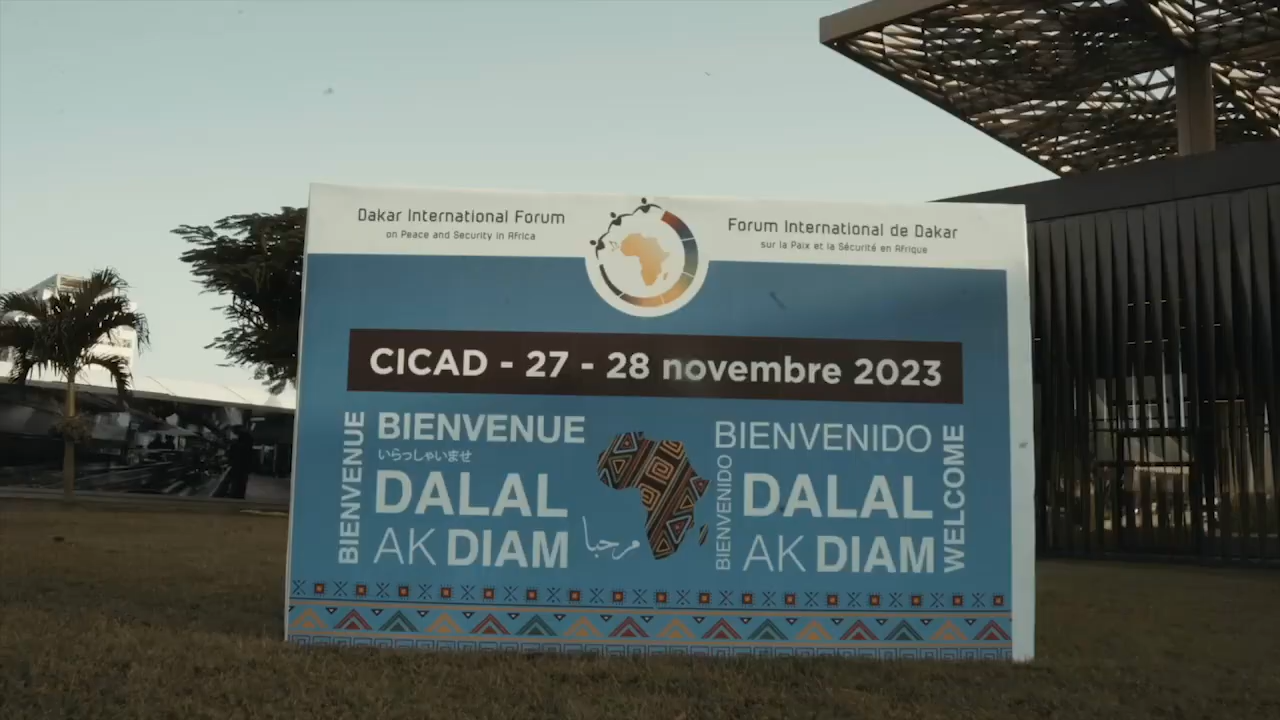 Dakar International Forum
on Peace and Security in Africa
Forum International de Dakar
sur la Paix et la Sécurité en Afrique
CICAD - 27 - 28 novembre 2023
BIENVENUE
BIENVENUE
いらっしゃいませ
DALAL
AK DIAM
مرحبا
BIENVENIDO
BIENVENIDO
DALAL
AK DIAM
WELCOME